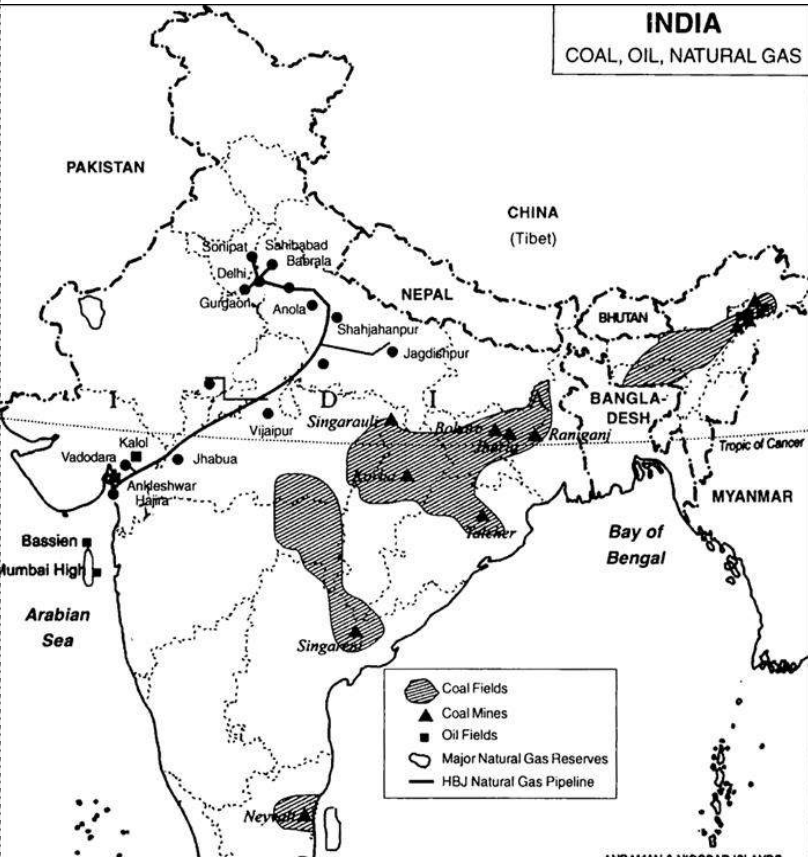 INDIA
COAL, OIL, NATURAL GAS
PAKISTAN
CHINA
(Tibet)
Sonipat
Sahibabad
Delhi
Babrala
Gurgaon
Anola
NEPAL
BHUTAN
Shahjahanpur
Jagdishpur
I
D
I
A
BANGLA-
DESH
Singarauli
Vijaipur
Bokaro
Jharia
Raniganj
Tropic of Cancer
Kalol
Vadodara
Jhabua
Korba
Ankleshwar
Hajira
MYANMAR
Talcher
Bay of
Bengal
Bassien
Mumbai High
Arabian
Sea
Singareni
Coal Fields
Coal Mines
Oil Fields
Major Natural Gas Reserves
HBJ Natural Gas Pipeline
Neyveli